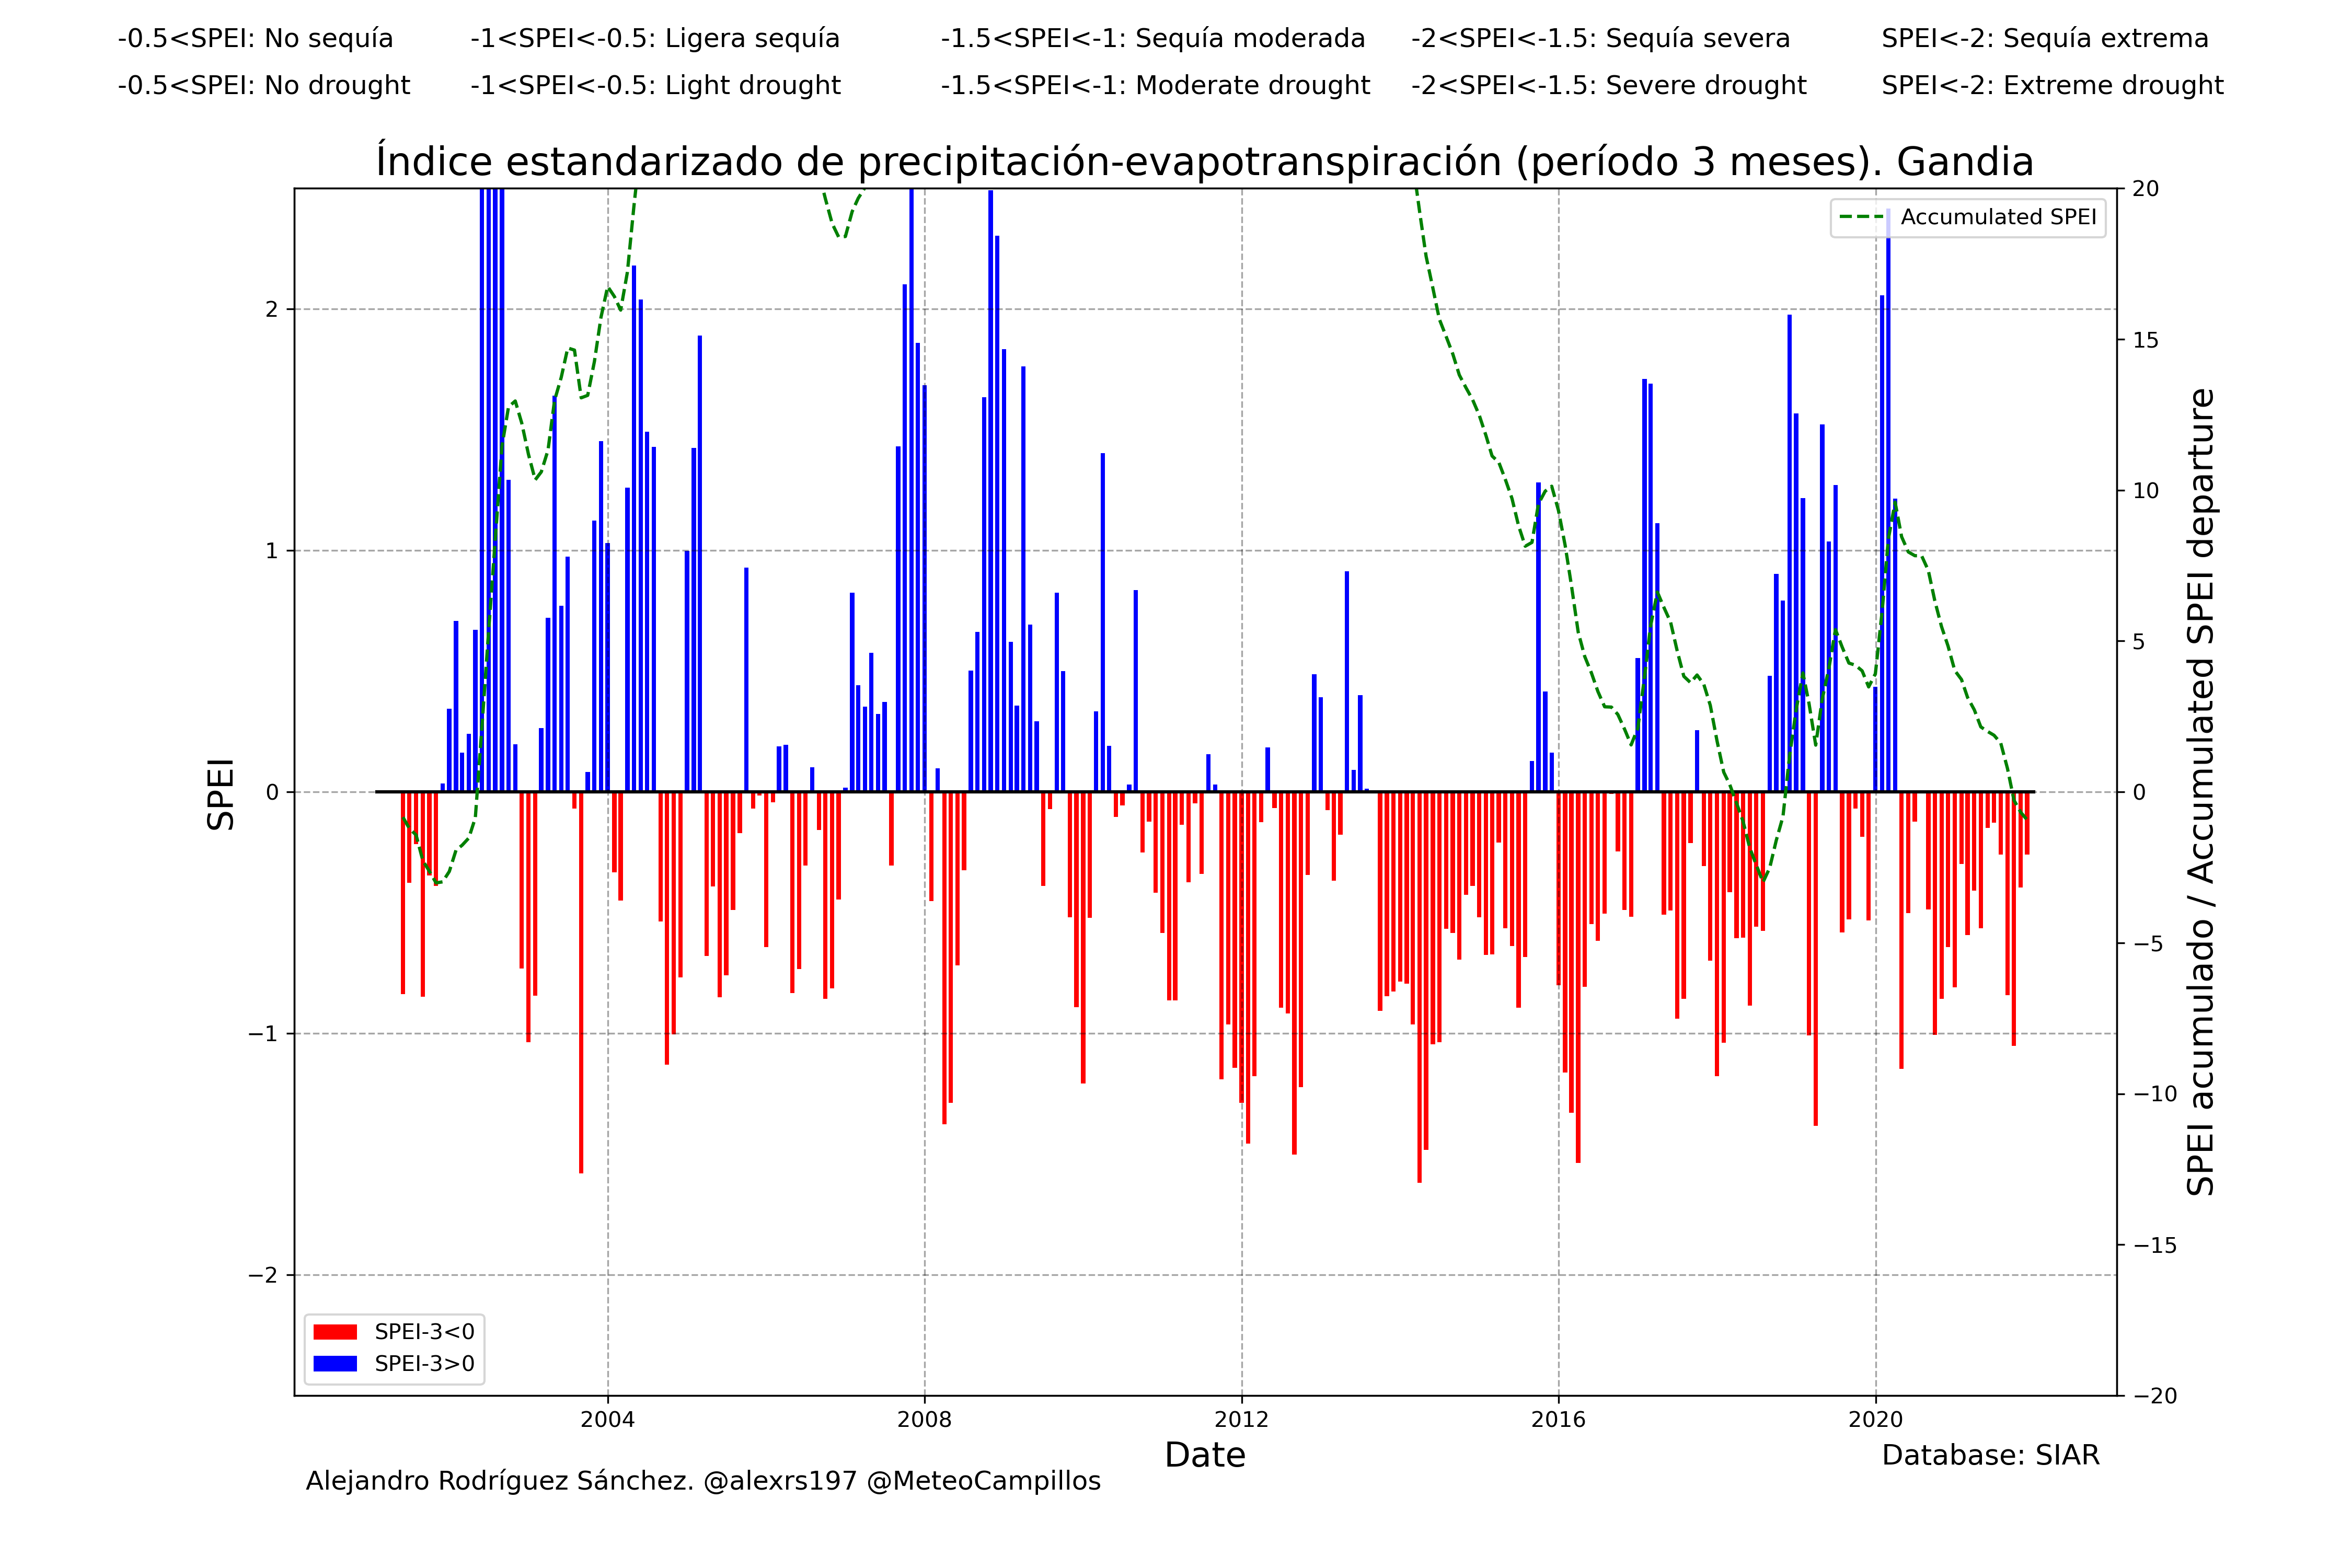 -0.5<SPEI: No sequía -1<SPEI<-0.5: Ligera sequía -1.5<SPEI<-1: Sequía moderada -2<SPEI<-1.5: Sequía severa SPEI<-2: Sequía extrema
-0.5<SPEI: No drought -1<SPEI<-0.5: Light drought -1.5<SPEI<-1: Moderate drought -2<SPEI<-1.5: Severe drought SPEI<-2: Extreme drought
Índice estandarizado de precipitación-evapotranspiración (período 3 meses). Gandia
Accumulated SPEI
SPEI
2
1
0
−1
−2
20
15
10
5
0
−5
−10
−15
−20
SPEI acumulado / Accumulated SPEI departure
SPEI-3<0
SPEI-3>0
2004 2008 2012 2016 2020
Date
Database: SIAR
Alejandro Rodríguez Sánchez. @alexrs197 @MeteoCampillos